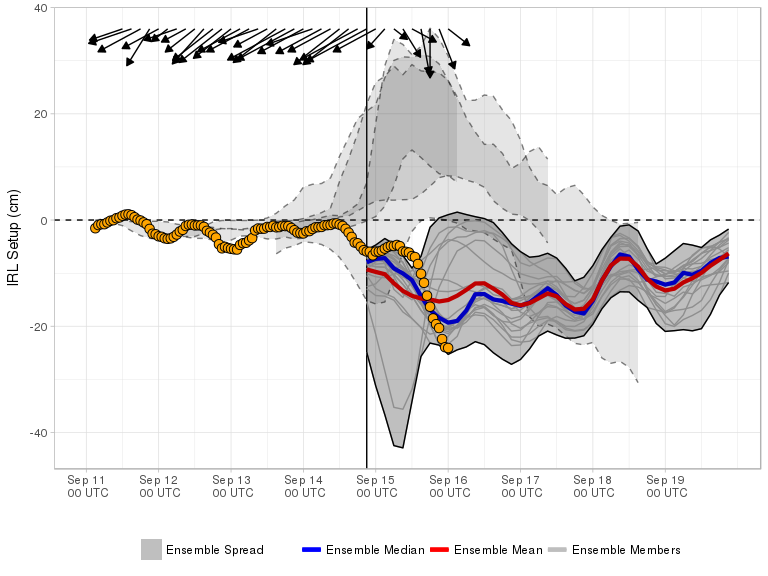 40
20
0
-20
-40
IRL Setup (cm)
Sep 11 00 UTC
Sep 12 00 UTC
Sep 13 00 UTC
Sep 14 00 UTC
Sep 15 00 UTC
Sep 16 00 UTC
Sep 17 00 UTC
Sep 18 00 UTC
Sep 19 00 UTC
Ensemble Spread
Ensemble Median
Ensemble Mean
Ensemble Members